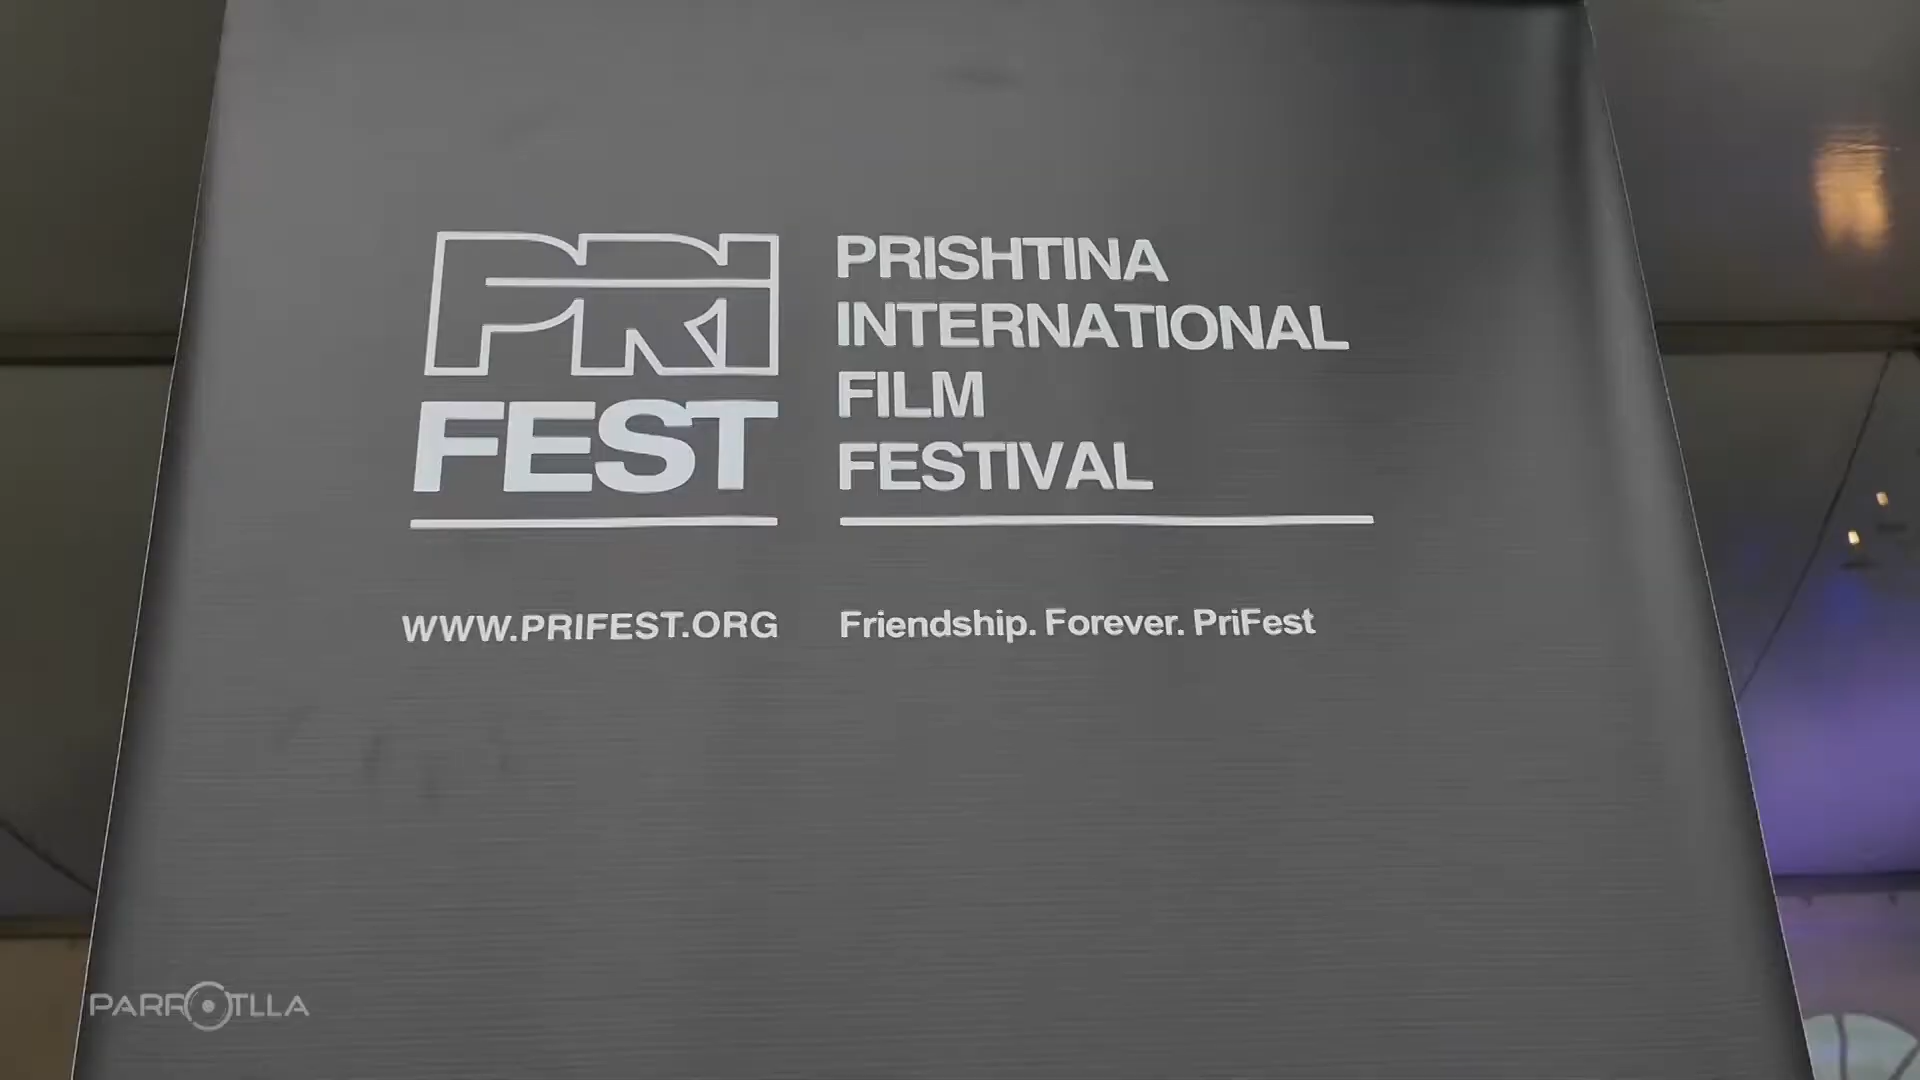 PRI
FEST
PRISHTINA
INTERNATIONAL
FILM
FESTIVAL
WWW.PRIFEST.ORG
Friendship. Forever. PriFest
PARROTLLA